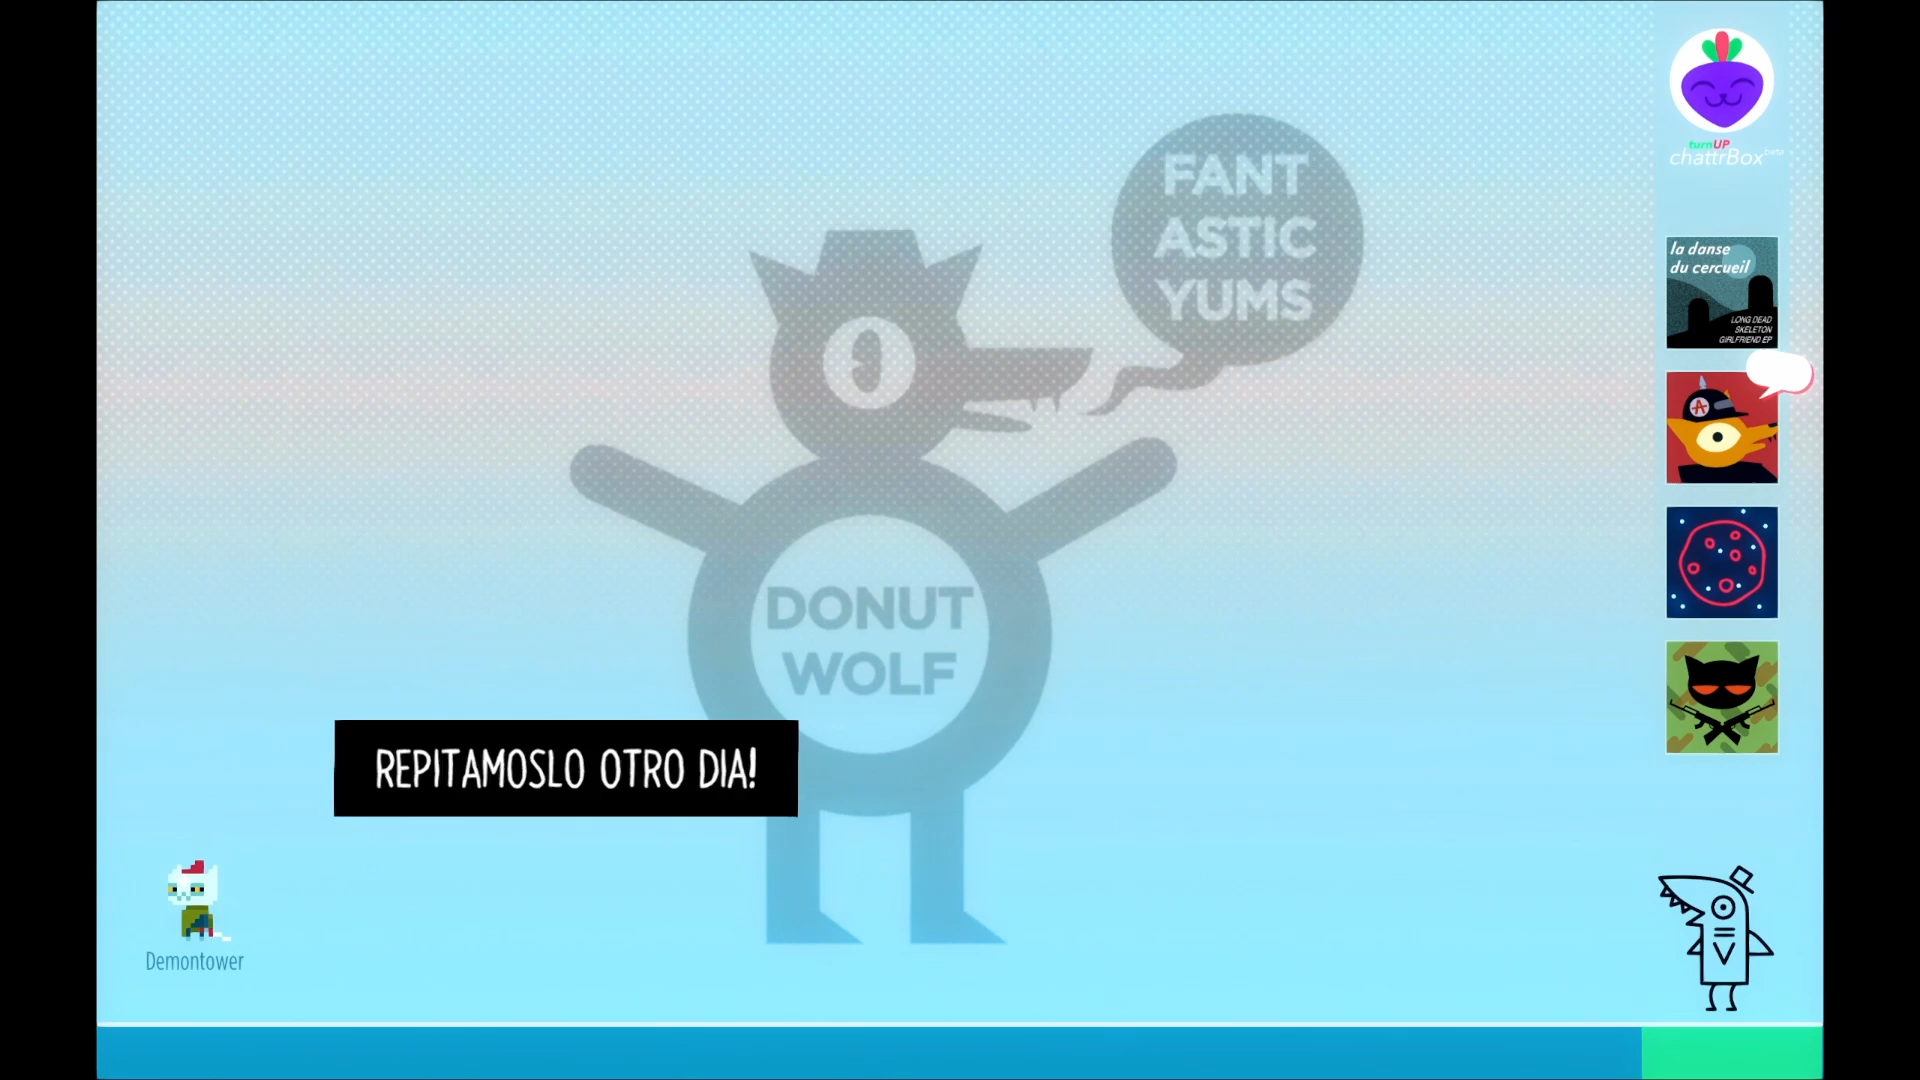 turnUP
chattrBox beta
FANT
ASTIC
YUMS
la danse
du cercueil
LONG DEAD
SKELETON
GIRLFRIEND EP
A
DONUT
WOLF
REPITAMOSLO OTRO DIA!
Demontower